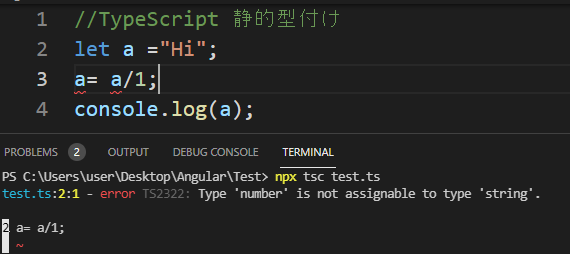 1 //TypeScript 静的型付け
2 let a ="Hi";
3 a= a/1;
4 console.log(a);
PROBLEMS 2 OUTPUT DEBUG CONSOLE TERMINAL
PS C:\Users\user\Desktop\Angular\Test> npx tsc test.ts
test.ts:2:1 - error TS2322: Type 'number' is not assignable to type 'string'.
2 a= a/1;
~